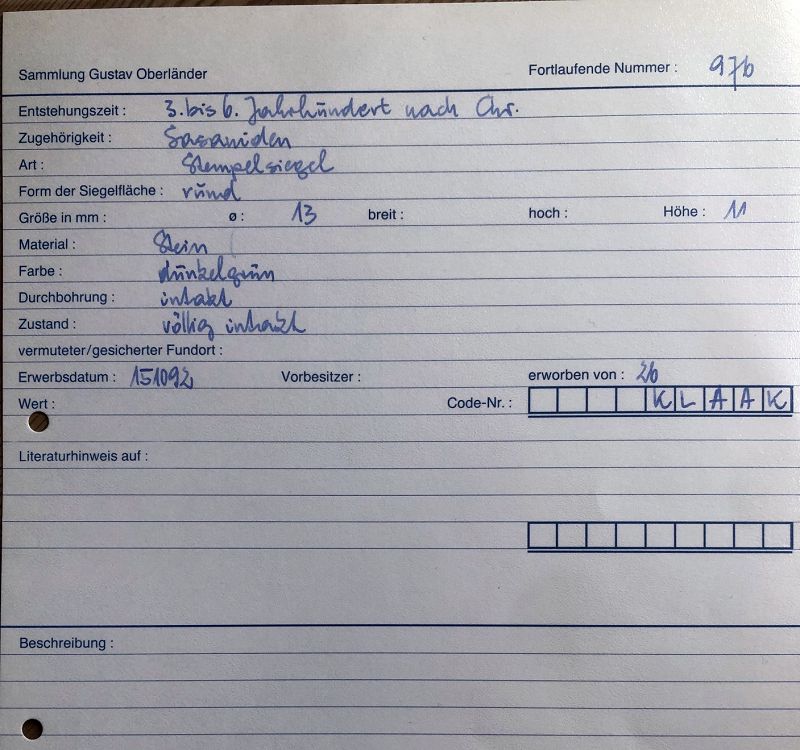 Sammlung Gustav Oberländer Fortlaufende Nummer : 976
Entstehungszeit : 3. bis 6. Jahrhundert nach Chr.
Zugehörigkeit : Sasaniden
Art : Stempelsiegel
Form der Siegelfläche : rund
Größe in mm : ø : 13 breit : hoch : Höhe : 11
Material : Stein
Farbe : dunkelgrün
Durchbohrung : intakt
Zustand : völlig intakt
vermuteter/gesicherter Fundort :
Erwerbsdatum : 151092 Vorbesitzer : erworben von : 26
Wert : Code-Nr. : K L A A K
Literaturhinweis auf :
Beschreibung :